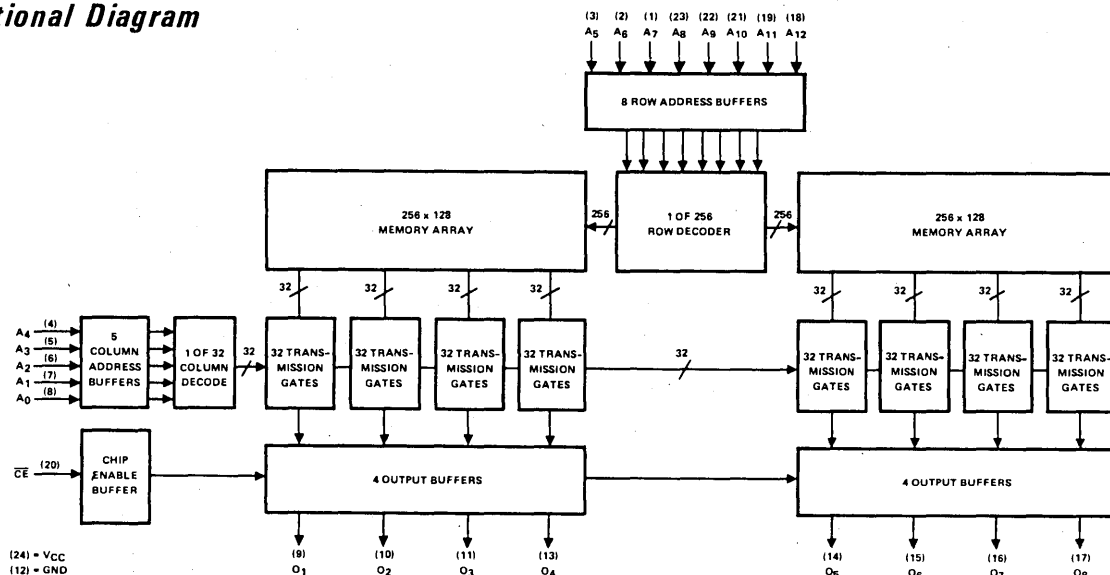 tional Diagram
(3) (2) (1) (23) (22) (21) (19) (18)
A5 A6 A7 A8 A9 A10 A11 A12
8 ROW ADDRESS BUFFERS
256 x 128
MEMORY ARRAY
256
1 OF 256
ROW DECODER
256
256 x 128
MEMORY ARRAY
32 32 32 32 32 32 32 32
A4 (4)
A3 (5)
A2 (6)
A1 (7)
A0 (8)
5
COLUMN
ADDRESS
BUFFERS
1 OF 32
COLUMN
DECODE
32
32 TRANS-
MISSION
GATES
32 TRANS-
MISSION
GATES
32 TRANS-
MISSION
GATES
32 TRANS-
MISSION
GATES
32
32 TRANS-
MISSION
GATES
32 TRANS-
MISSION
GATES
32 TRANS-
MISSION
GATES
32 TRANS-
MISSION
GATES
CE (20)
CHIP
ENABLE
BUFFER
4 OUTPUT BUFFERS
4 OUTPUT BUFFERS
(9) (10) (11) (13) (14) (15) (16) (17)
O1 O2 O3 O4 O5 O6 O7 O8
(24) = VCC
(12) = GND